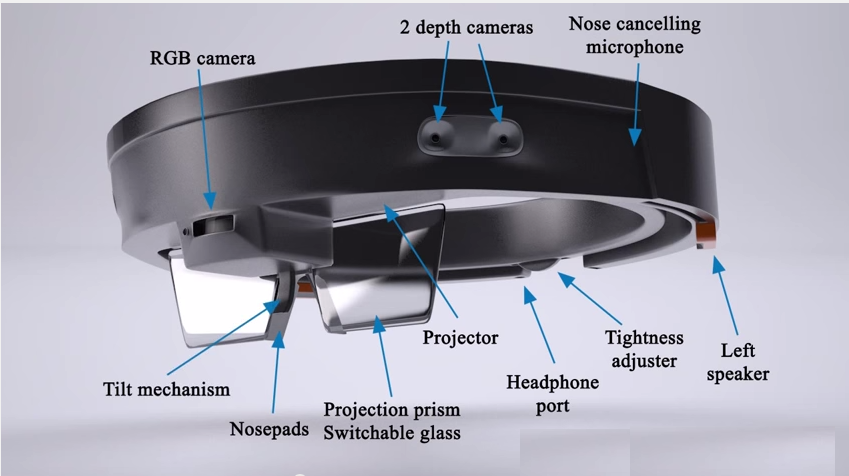 2 depth cameras
Nose cancelling
microphone
RGB camera
Projector
Tightness
adjuster
Left
speaker
Tilt mechanism
Headphone
port
Nosepads
Projection prism
Switchable glass